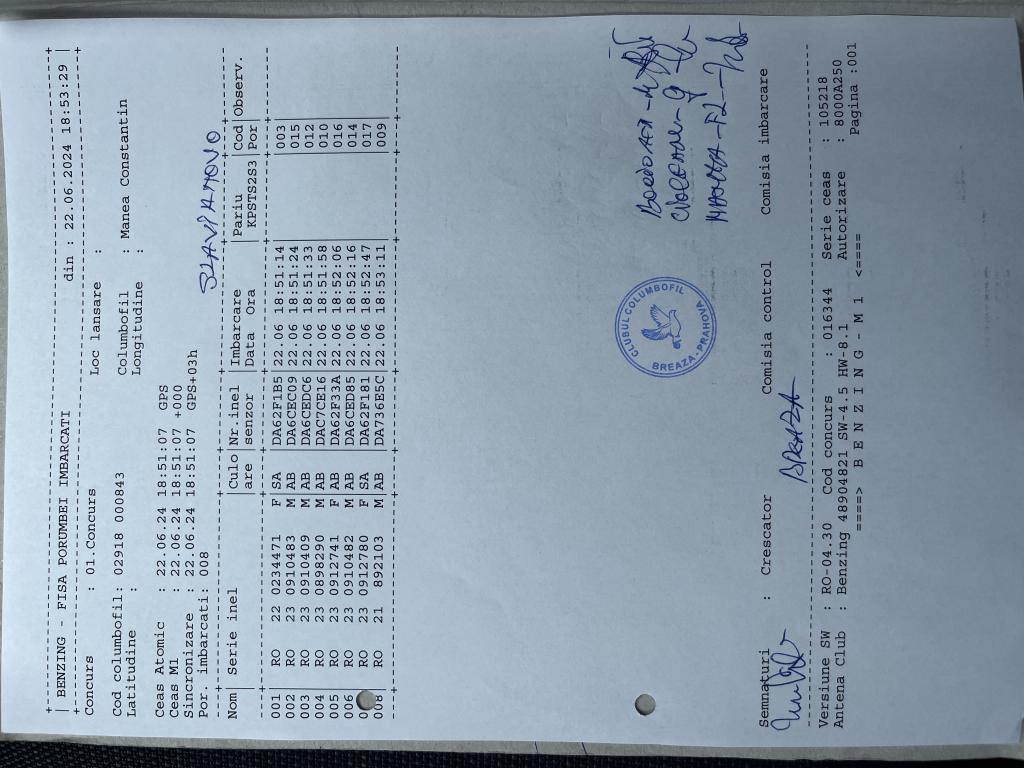 | BENZING - FISA PORUMBEI IMBARCATI din : 22.06.2024 18:53:29 |
Concurs : 01.Concurs Loc lansare :
Cod columbofil: 02918 000843 Columbofil : Manea Constantin
Latitudine : Longitudine :
Ceas Atomic : 22.06.24 18:51:07 GPS
Ceas M1 : 22.06.24 18:51:07 +000
Sincronizare : 22.06.24 18:51:07 GPS+03h
Por. imbarcati: 008
SLAVIANOVO
Nom| Serie inel |Culo|Nr.inel |Imbarcare |Pariu |Cod|Observ.
| |are |senzor |Data Ora |KPSTS2S3|Por|
001 | RO 22 0234471 F|SA |DA62F1B5| 22.06 18:51:14 | |003|
002 | RO 23 0910483 M|AB |DA6CEC09| 22.06 18:51:24 | |015|
003 | RO 23 0910409 M|AB |DA6CEDC6| 22.06 18:51:33 | |012|
004 | RO 23 0898290 M|AB |DAC7CE16| 22.06 18:51:58 | |010|
005 | RO 23 0912741 F|AB |DA62F33A| 22.06 18:52:06 | |016|
006 | RO 23 0910482 M|AB |DA6CED85| 22.06 18:52:16 | |014|
0 | RO 23 0912780 F|SA |DA62F181| 22.06 18:52:47 | |017|
008 | RO 21 892103 M|AB |DA736E5C| 22.06 18:53:11 | |009|
CLUBUL COLUMBOFIL
BREAZA - PRAHOVA
Semnaturi : Crescator Comisia control Comisia imbarcare
BREAZA
Versiune SW : RO-04.30 Cod concurs : 016344 Serie ceas : 105218
Antena Club : Benzing 48904821 SW-4.5 HW-8.1 Autorizare : 8000A250
====> B E N Z I N G - M 1 <==== Pagina :001